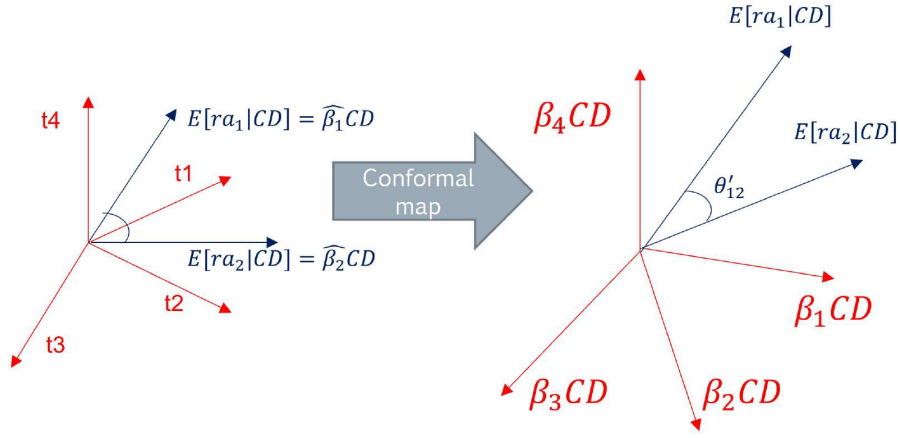 t4
E[ra₁|CD] = β̂₁CD
t1
E[ra₂|CD] = β̂₂CD
t2
t3
Conformal
map
E[ra₁|CD]
β₄CD
E[ra₂|CD]
θ′₁₂
β₁CD
β₃CD
β₂CD